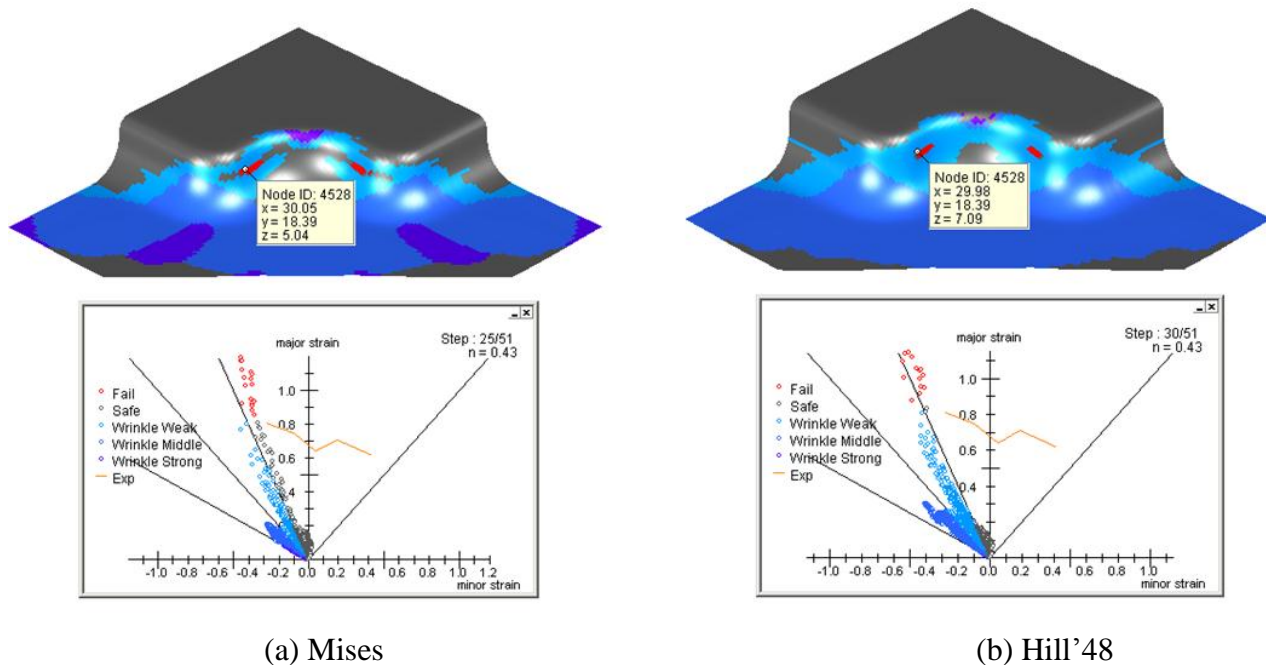 Node ID: 4528
x = 30.05
y = 18.39
z = 5.04
Node ID: 4528
x = 29.98
y = 18.39
z = 7.09
major strain
Step : 25/51
n = 0.43
Fail
Safe
Wrinkle Weak
Wrinkle Middle
Wrinkle Strong
Exp
1.0
0.8
0.6
.4
0.2
-1.0 -0.8 -0.6 -0.4 -0.2 0.0 0.2 0.4 0.6 0.8 1.0 1.2
minor strain
major strain
Step : 30/51
n = 0.43
Fail
Safe
Wrinkle Weak
Wrinkle Middle
Wrinkle Strong
Exp
1.0
0.8
0.6
0.4
0.2
-1.0 -0.8 -0.6 -0.4 -0.2 0.0 0.2 0.4 0.6 0.8 1.0
minor strain
(a) Mises
(b) Hill’48